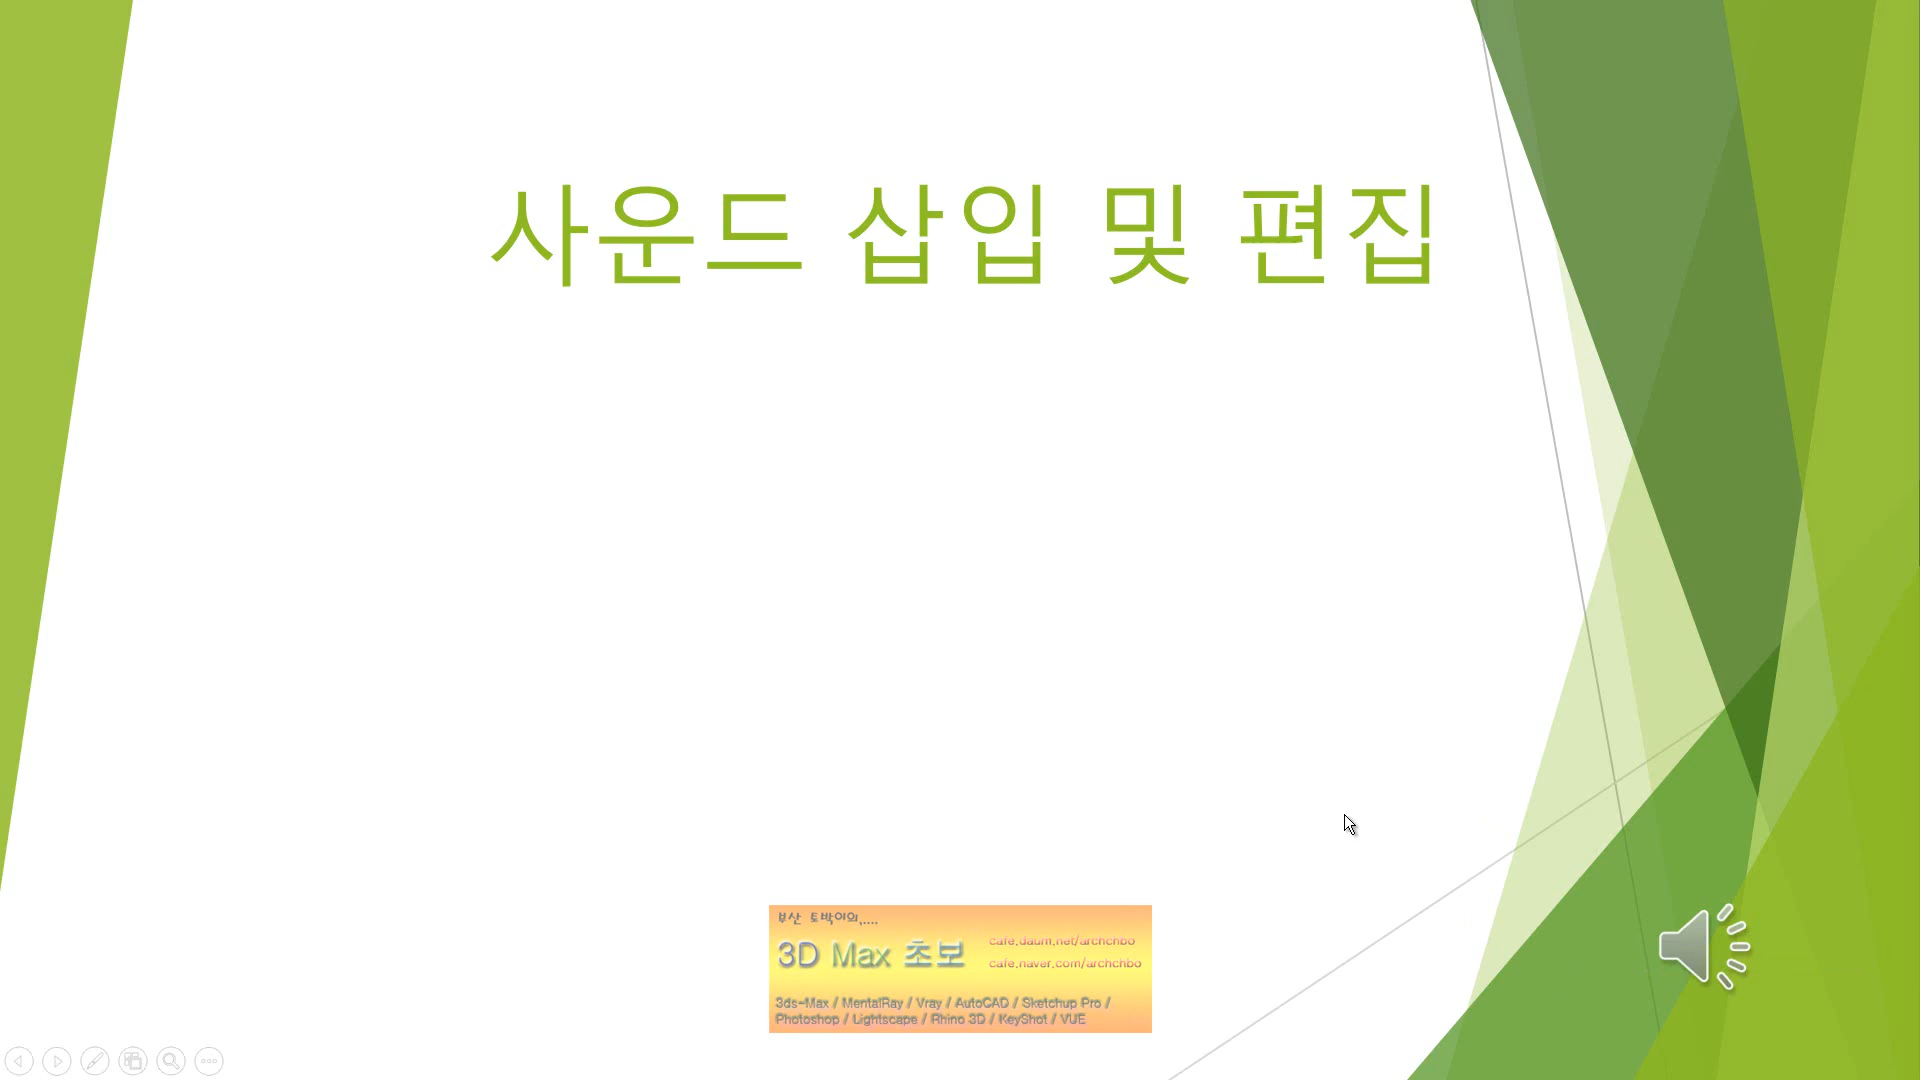 사운드 삽입 및 편집
부산 토박이의,....
3D Max 초보
cafe.daum.net/archchbo
cafe.naver.com/archchbo
3ds-Max / MentalRay / Vray / AutoCAD / Sketchup Pro /
Photoshop / Lightscape / Rhino 3D / KeyShot / VUE